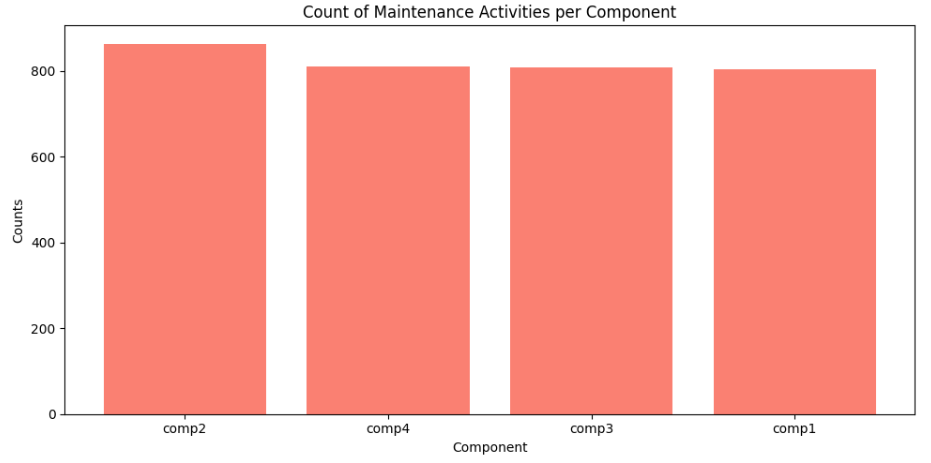 Count of Maintenance Activities per Component
800
600
400
200
0
Counts
comp2 comp4 comp3 comp1
Component